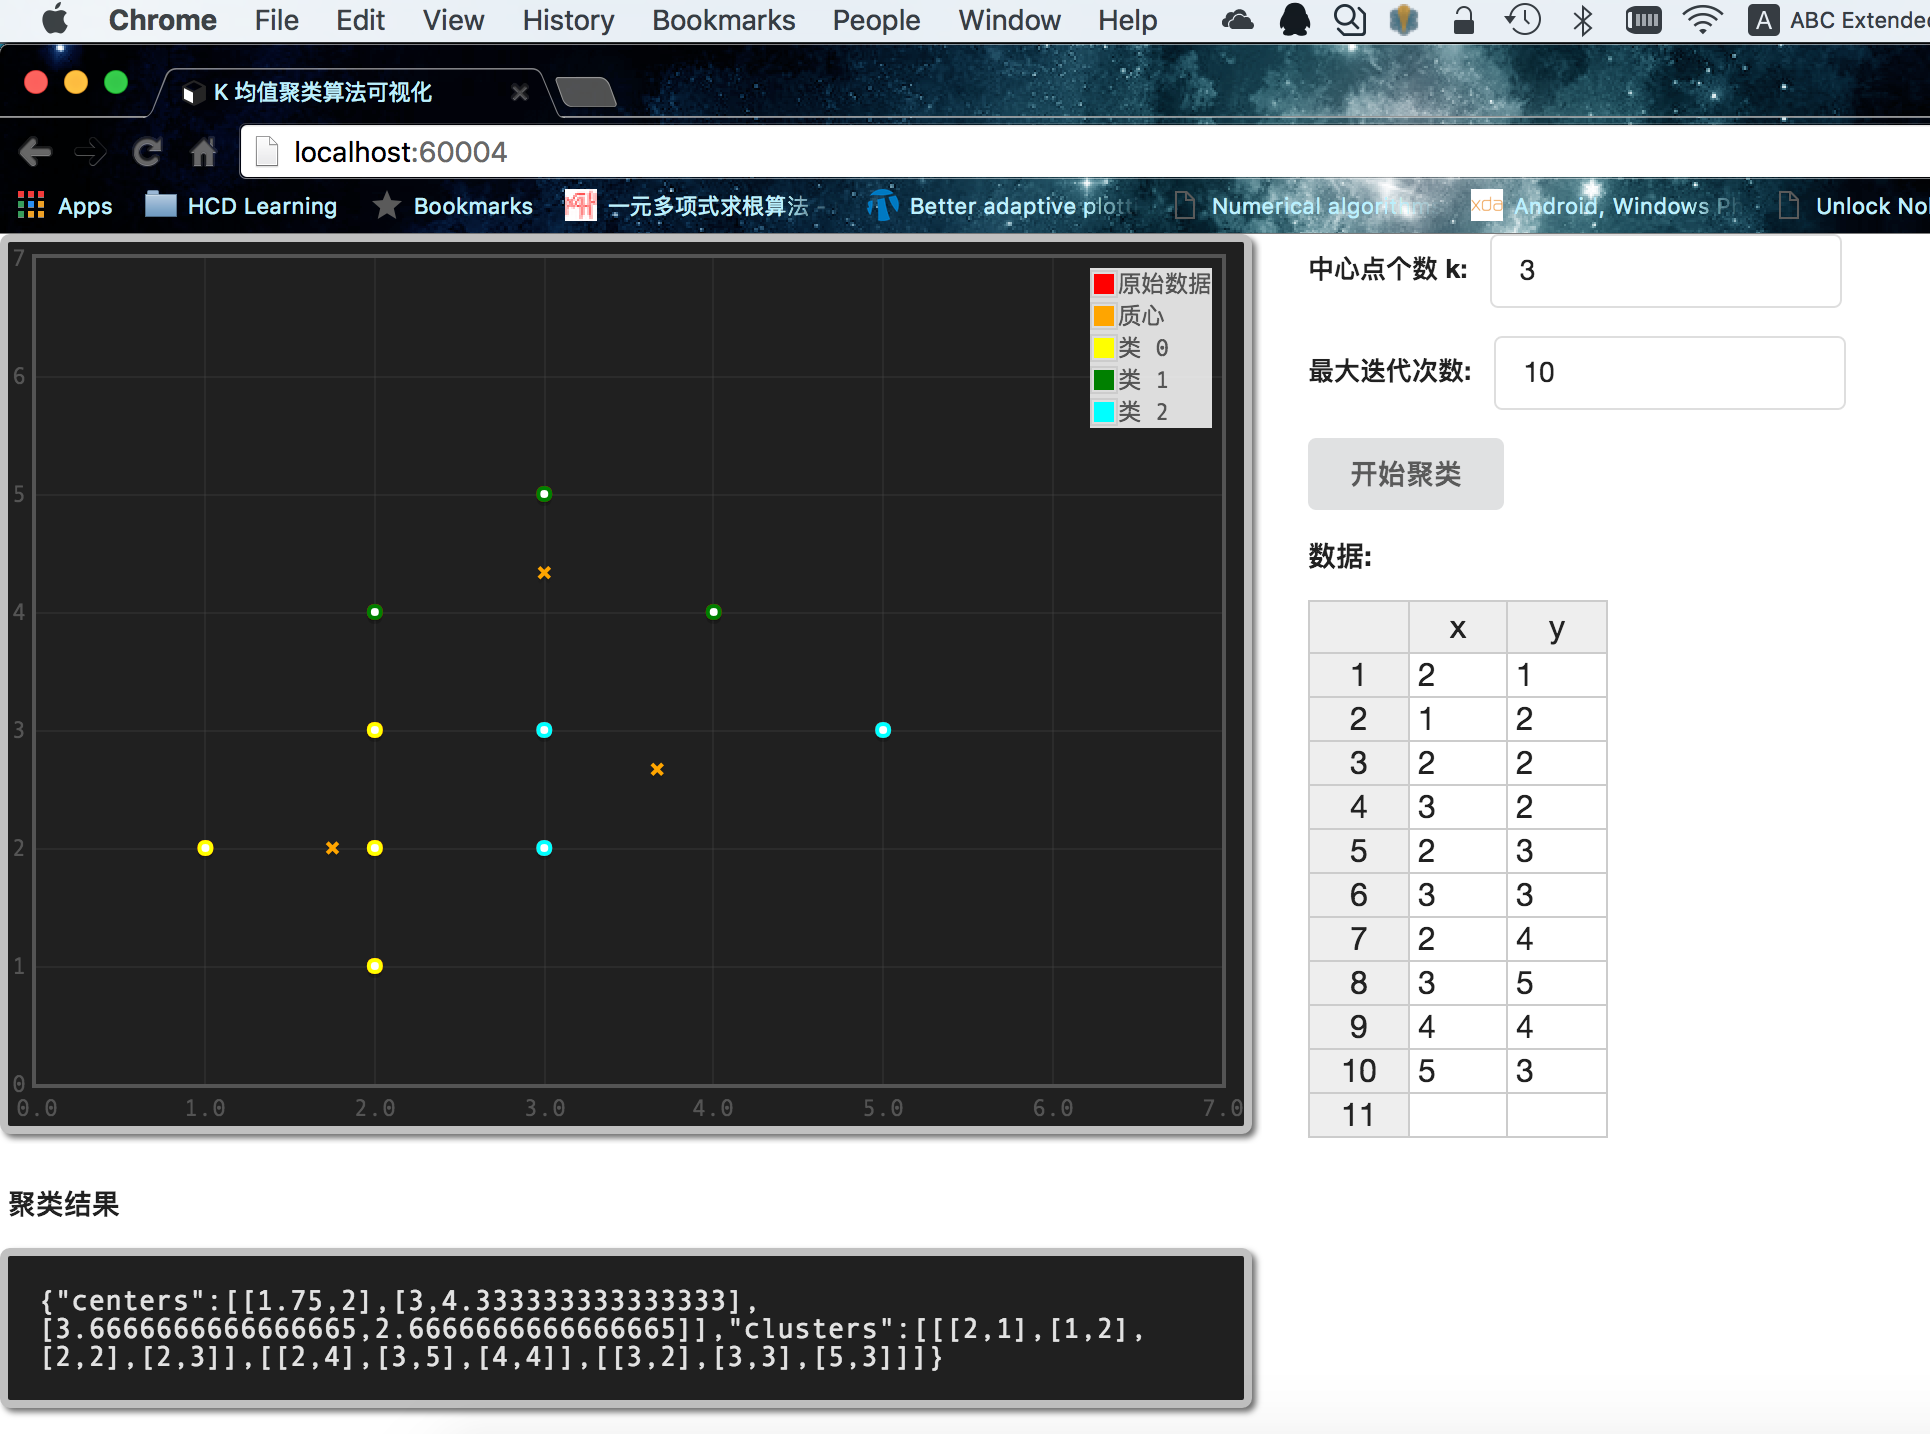 Chrome File Edit View History Bookmarks People Window Help A ABC Extended
K 均值聚类算法可视化
localhost:60004
Apps HCD Learning Bookmarks 一元多项式求根算法 - Better adaptive plott Numerical algorithm xda Android, Windows P Unlock No
7
6
5
4
3
2
1
0
0.0 1.0 2.0 3.0 4.0 5.0 6.0 7.0
原始数据
质心
类 0
类 1
类 2
中心点个数 k: 3
最大迭代次数: 10
开始聚类
数据:
x y
1 2 1
2 1 2
3 2 2
4 3 2
5 2 3
6 3 3
7 2 4
8 3 5
9 4 4
10 5 3
11
聚类结果
{"centers":[[1.75,2],[3,4.333333333333333],
[3.6666666666666665,2.6666666666666665]],"clusters":[[[2,1],[1,2],
[2,2],[2,3]],[[2,4],[3,5],[4,4]],[[3,2],[3,3],[5,3]]]}